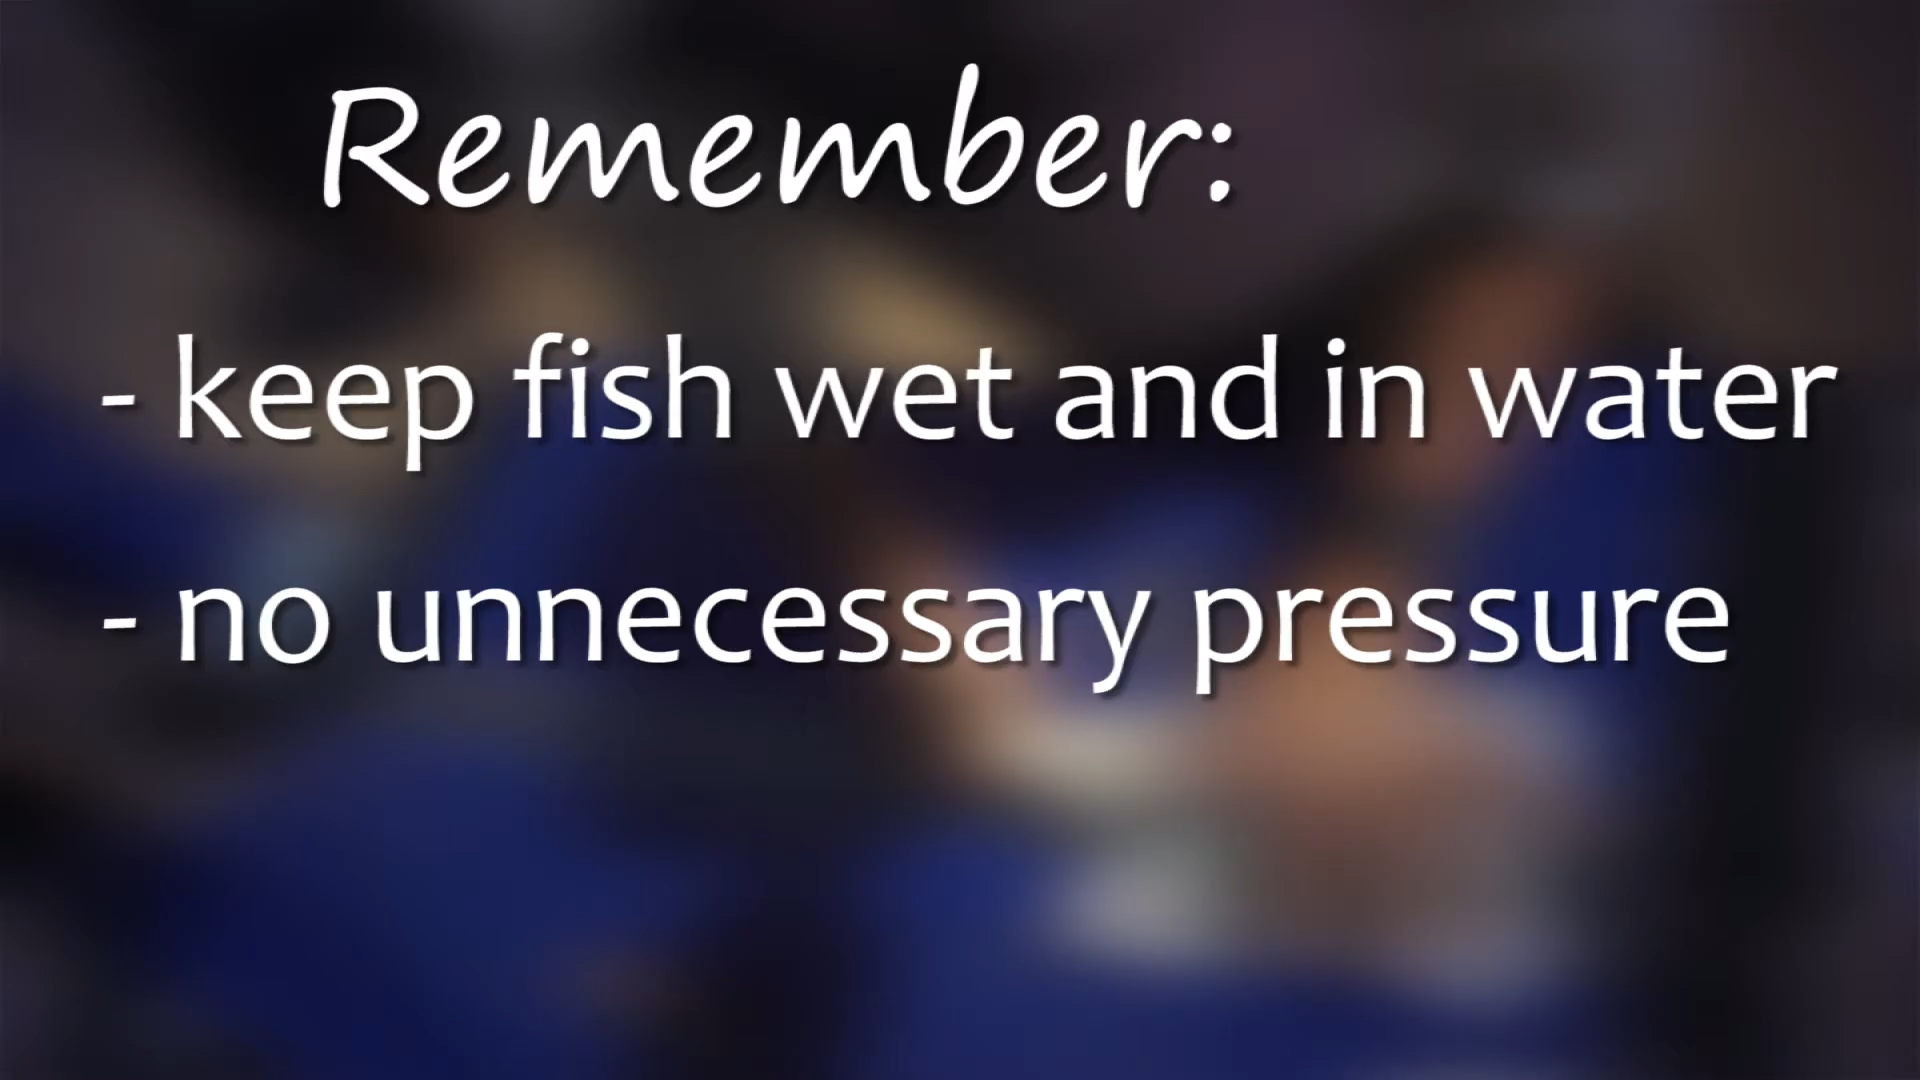 Remember:
- keep fish wet and in water
- no unnecessary pressure